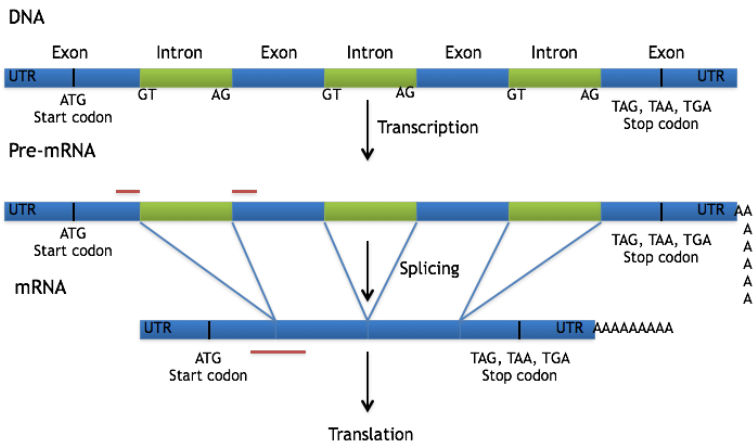 DNA
Exon Intron Exon Intron Exon Intron Exon
UTR UTR
GT AG GT AG GT AG
ATG
Start codon
TAG, TAA, TGA
Stop codon
Transcription
Pre-mRNA
UTR UTR AA
A
A
A
A
A
ATG
Start codon
TAG, TAA, TGA
Stop codon
Splicing
mRNA
UTR UTR AAAAAAAAA
ATG
Start codon
TAG, TAA, TGA
Stop codon
Translation